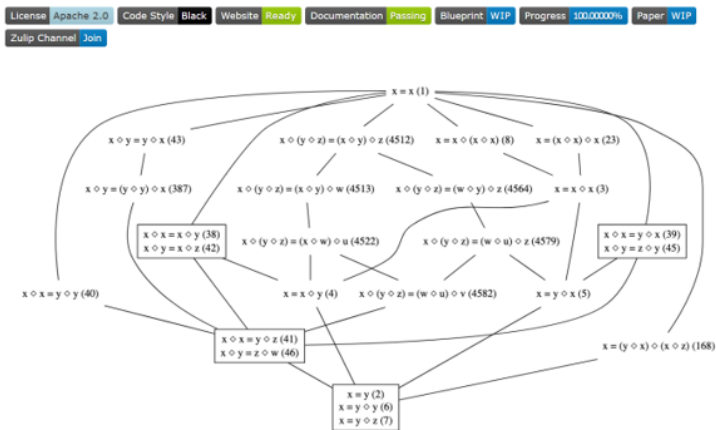 License Apache 2.0 Code Style Black Website Ready Documentation Passing Blueprint WIP Progress 100.00000% Paper WIP
Zulip Channel Join
x = x (1)
x ◇ y = y ◇ x (43) x ◇ (y ◇ z) = (x ◇ y) ◇ z (4512) x = x ◇ (x ◇ x) (8) x = (x ◇ x) ◇ x (23)
x ◇ y = (y ◇ y) ◇ x (387) x ◇ (y ◇ z) = (x ◇ y) ◇ w (4513) x ◇ (y ◇ z) = (w ◇ y) ◇ z (4564) x = x ◇ x (3)
x ◇ x = x ◇ y (38)
x ◇ y = x ◇ z (42)
x ◇ (y ◇ z) = (x ◇ w) ◇ u (4522) x ◇ (y ◇ z) = (w ◇ u) ◇ z (4579)
x ◇ x = y ◇ x (39)
x ◇ y = z ◇ y (45)
x ◇ x = y ◇ y (40) x = x ◇ y (4) x ◇ (y ◇ z) = (w ◇ u) ◇ v (4582) x = y ◇ x (5)
x ◇ x = y ◇ z (41)
x ◇ y = z ◇ w (46)
x = (y ◇ x) ◇ (x ◇ z) (168)
x = y (2)
x = y ◇ y (6)
x = y ◇ z (7)